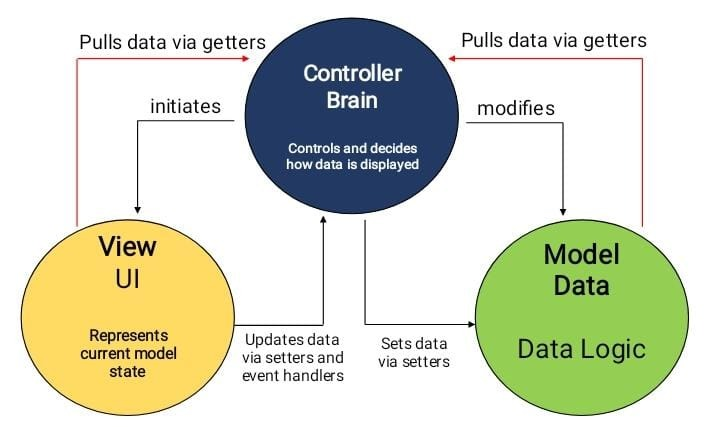 Pulls data via getters
Pulls data via getters
Controller
Brain
initiates
modifies
Controls and decides
how data is displayed
View
UI
Represents
current model
state
Model
Data
Data Logic
Updates data
via setters and
event handlers
Sets data
via setters